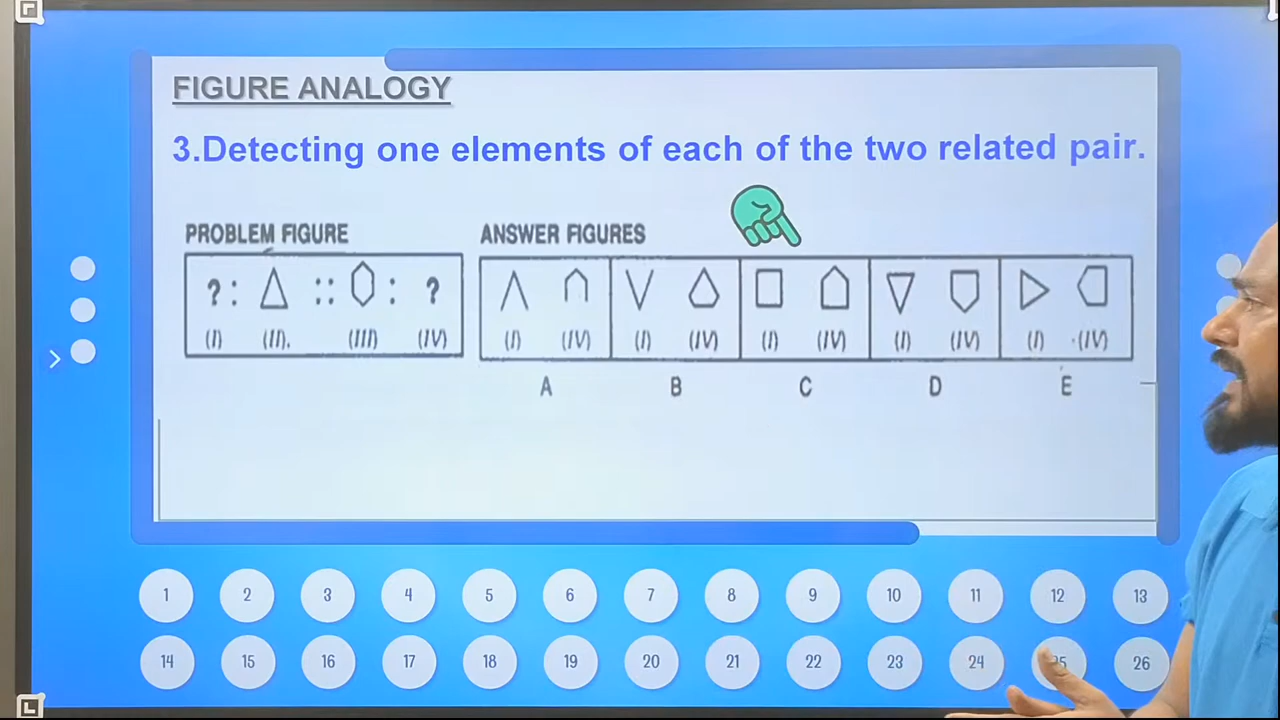 FIGURE ANALOGY
3.Detecting one elements of each of the two related pair.
PROBLEM FIGURE
ANSWER FIGURES
? : :: : ?
(I) (II). (III) (IV)
(I) (IV) (I) (IV) (I) (IV) (I) (IV) (I) (IV)
A B C D E
1 2 3 4 5 6 7 8 9 10 11 12 13
14 15 16 17 18 19 20 21 22 23 24 25 26